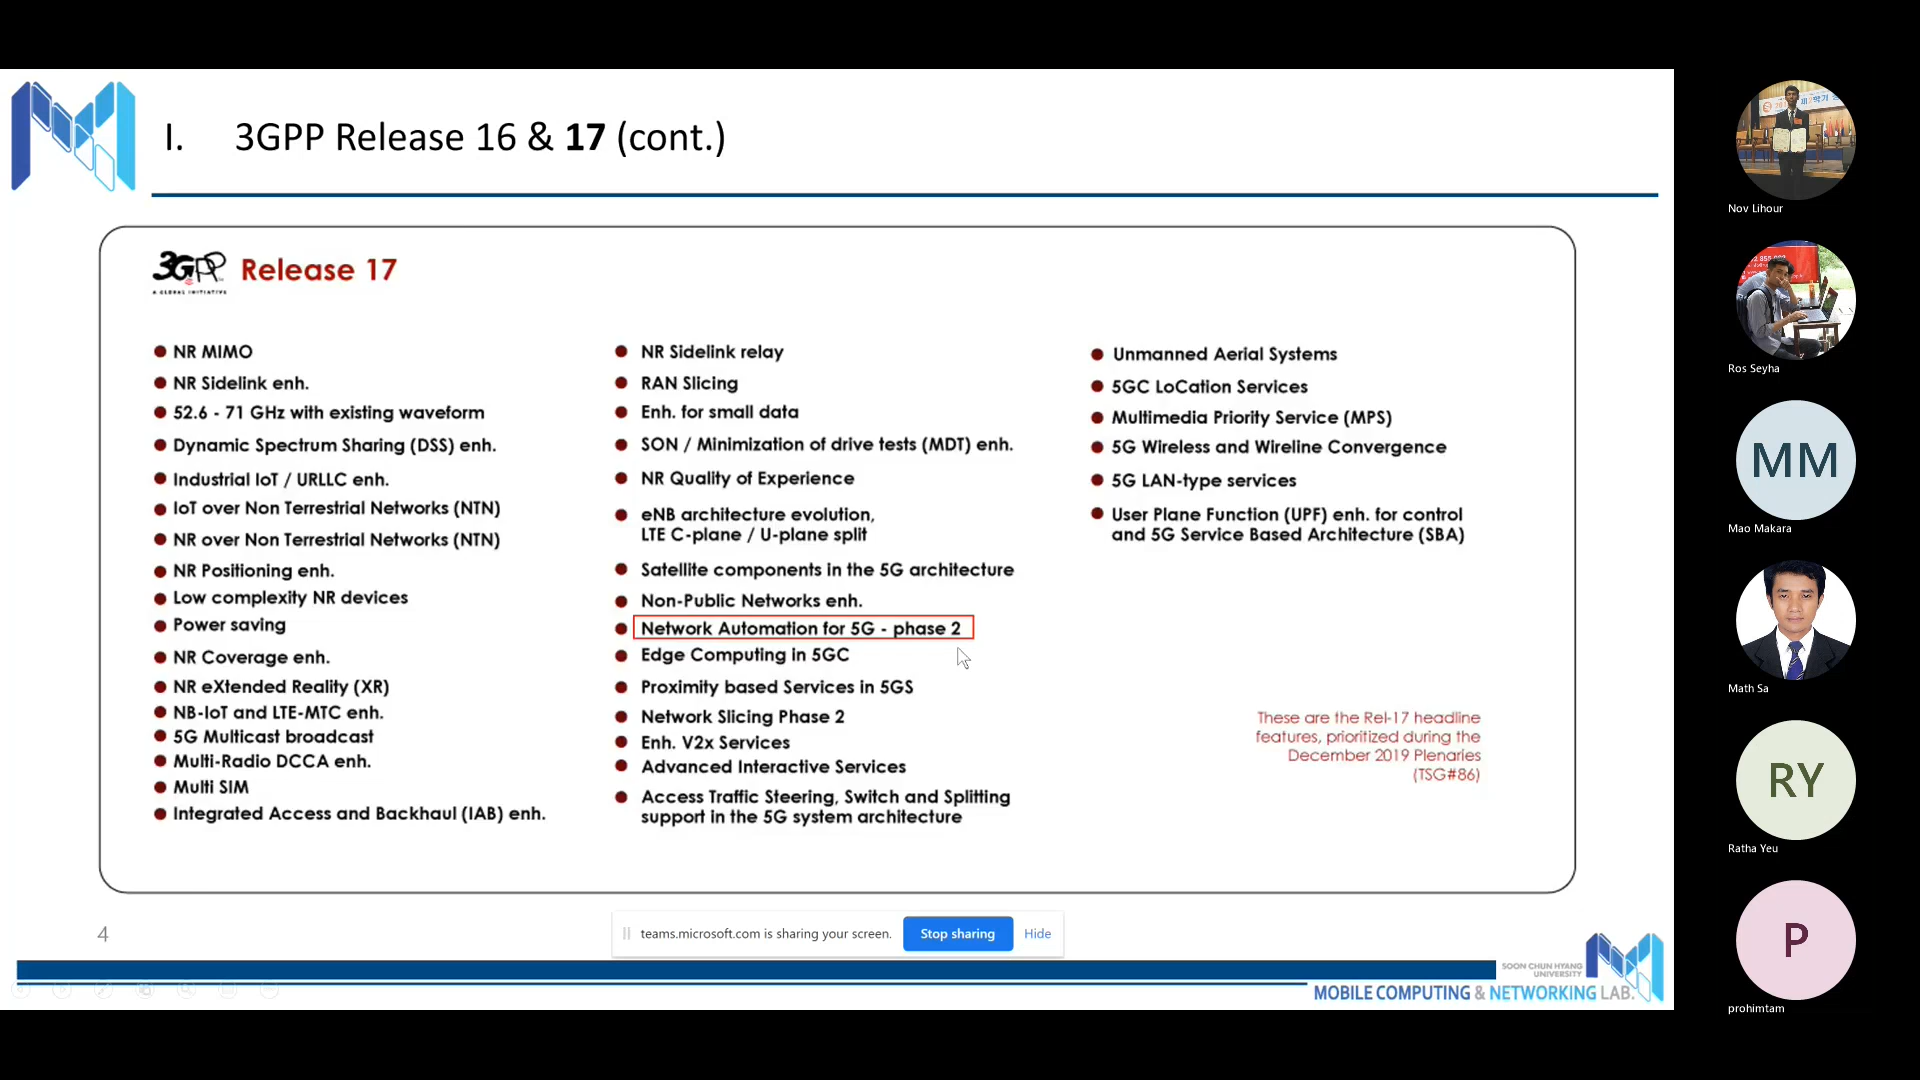 I. 3GPP Release 16 & 17 (cont.)
3GPP
A GLOBAL INITIATIVE
Release 17
NR MIMO
NR Sidelink enh.
52.6 - 71 GHz with existing waveform
Dynamic Spectrum Sharing (DSS) enh.
Industrial IoT / URLLC enh.
IoT over Non Terrestrial Networks (NTN)
NR over Non Terrestrial Networks (NTN)
NR Positioning enh.
Low complexity NR devices
Power saving
NR Coverage enh.
NR eXtended Reality (XR)
NB-IoT and LTE-MTC enh.
5G Multicast broadcast
Multi-Radio DCCA enh.
Multi SIM
Integrated Access and Backhaul (IAB) enh.
NR Sidelink relay
RAN Slicing
Enh. for small data
SON / Minimization of drive tests (MDT) enh.
NR Quality of Experience
eNB architecture evolution,
LTE C-plane / U-plane split
Satellite components in the 5G architecture
Non-Public Networks enh.
Network Automation for 5G - phase 2
Edge Computing in 5GC
Proximity based Services in 5GS
Network Slicing Phase 2
Enh. V2x Services
Advanced Interactive Services
Access Traffic Steering, Switch and Splitting
support in the 5G system architecture
Unmanned Aerial Systems
5GC LoCation Services
Multimedia Priority Service (MPS)
5G Wireless and Wireline Convergence
5G LAN-type services
User Plane Function (UPF) enh. for control
and 5G Service Based Architecture (SBA)
These are the Rel-17 headline
features, prioritized during the
December 2019 Plenaries
(TSG#86)
4
teams.microsoft.com is sharing your screen.
Stop sharing
Hide
SOON CHUN HYANG
UNIVERSITY
MOBILE COMPUTING & NETWORKING LAB.
Nov Lihour
Ros Seyha
MM
Mao Makara
Math Sa
RY
Ratha Yeu
P
prohimtam